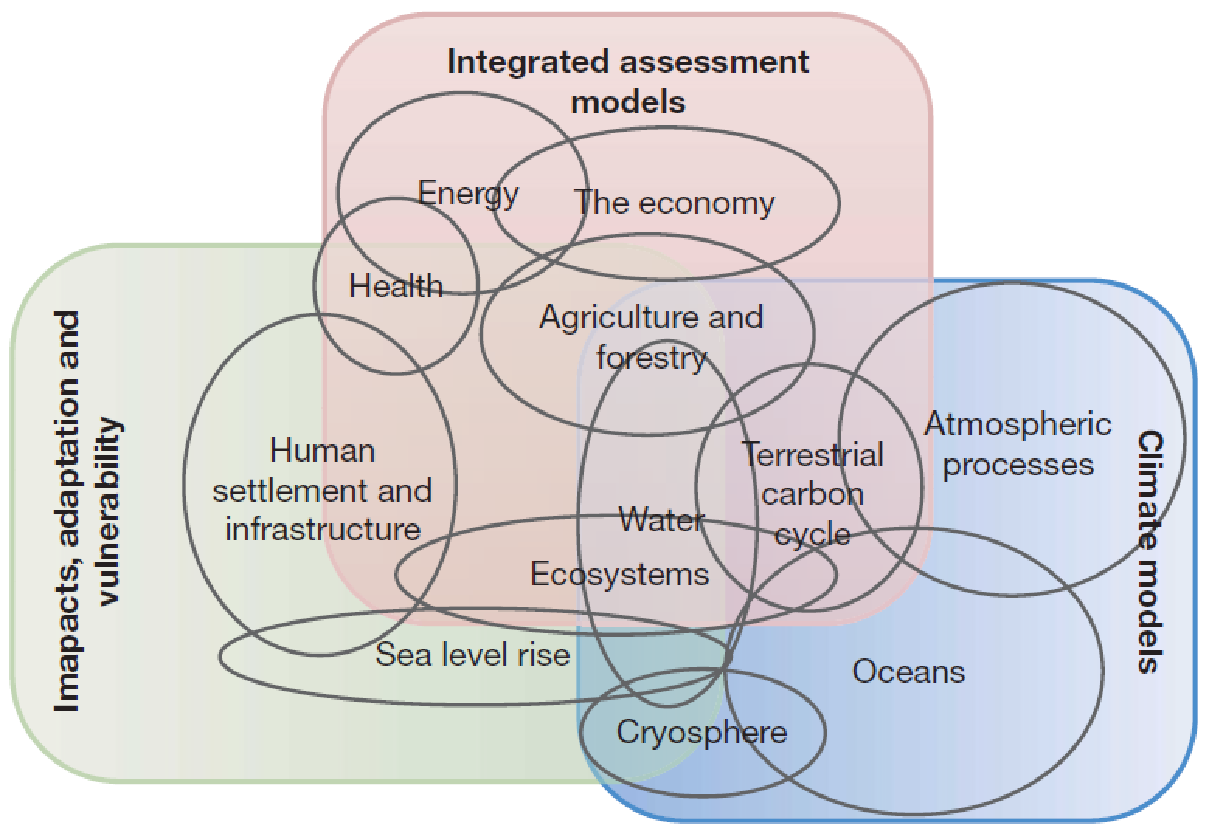 Integrated assessment
models
Energy
The economy
Health
Agriculture and
forestry
Imapacts, adaptation and
vulnerability
Human
settlement and
infrastructure
Water
Terrestrial
carbon
cycle
Atmospheric
processes
Climate models
Ecosystems
Sea level rise
Oceans
Cryosphere